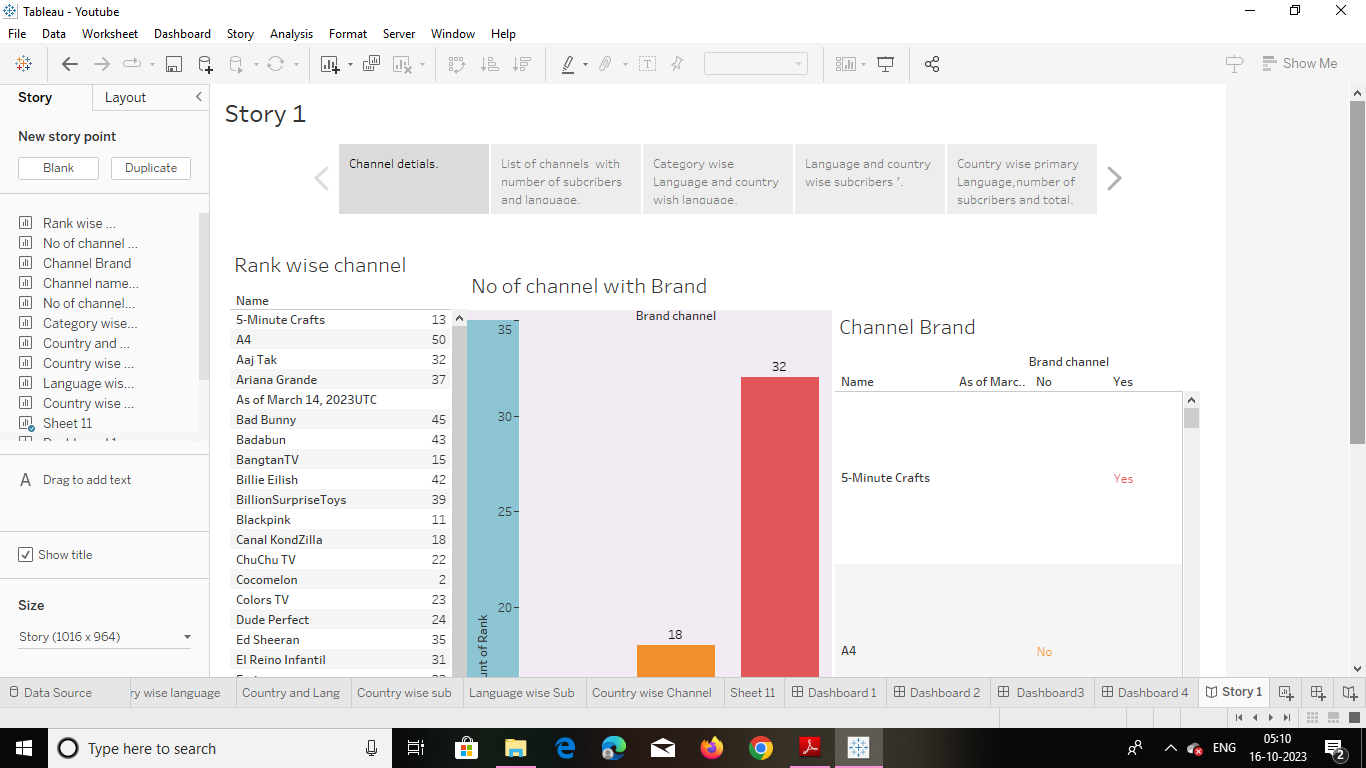 Tableau - Youtube
File Data Worksheet Dashboard Story Analysis Format Server Window Help
Show Me
Story Layout
New story point
Blank Duplicate
Rank wise ...
No of channel ...
Channel Brand
Channel name...
No of channel...
Category wise...
Country and ...
Country wise ...
Language wis...
Country wise ...
Sheet 11
A Drag to add text
Show title
Size
Story (1016 x 964)
Story 1
Channel detials.
List of channels with
number of subcribers
and language.
Category wise
Language and country
wish language.
Language and country
wise subcribers '.
Country wise primary
Language,number of
subcribers and total.
Rank wise channel
Name
5-Minute Crafts 13
A4 50
Aaj Tak 32
Ariana Grande 37
As of March 14, 2023UTC
Bad Bunny 45
Badabun 43
BangtanTV 15
Billie Eilish 42
BillionSurpriseToys 39
Blackpink 11
Canal KondZilla 18
ChuChu TV 22
Cocomelon 2
Colors TV 23
Dude Perfect 24
Ed Sheeran 35
El Reino Infantil 31
No of channel with Brand
Brand channel
35
30
25
20
unt of Rank
32
18
Channel Brand
Brand channel
Name As of Marc.. No Yes
5-Minute Crafts Yes
A4 No
Data Source ry wise language Country and Lang Country wise sub Language wise Sub Country wise Channel Sheet 11 Dashboard 1 Dashboard 2 Dashboard3 Dashboard 4 Story 1
Type here to search
ENG
05:10
16-10-2023
2